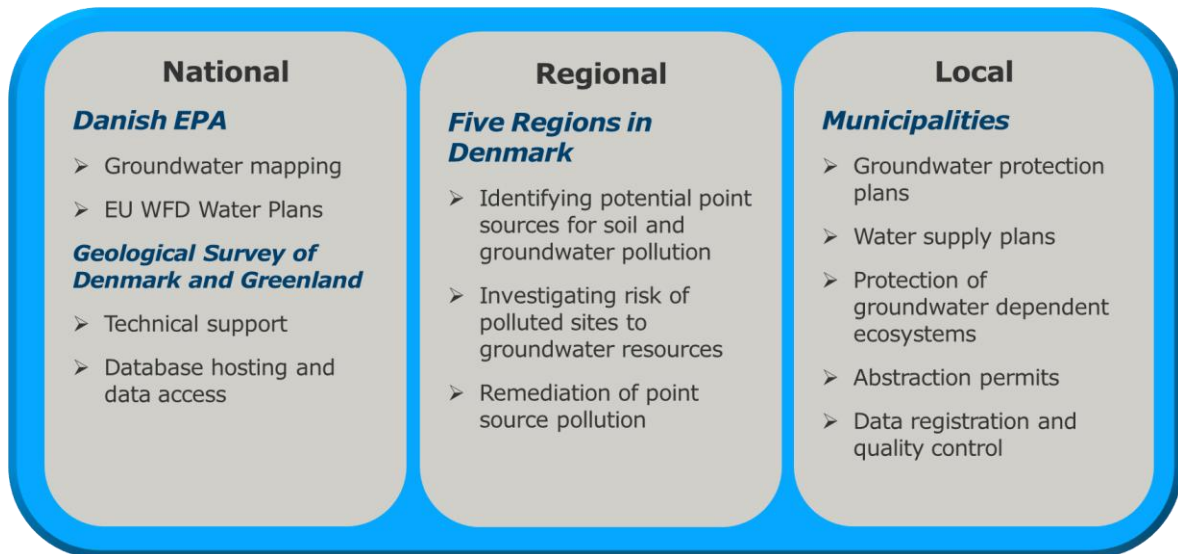 National
Danish EPA
➢ Groundwater mapping
➢ EU WFD Water Plans
Geological Survey of
Denmark and Greenland
➢ Technical support
➢ Database hosting and
data access
Regional
Five Regions in
Denmark
➢ Identifying potential point
sources for soil and
groundwater pollution
➢ Investigating risk of
polluted sites to
groundwater resources
➢ Remediation of point
source pollution
Local
Municipalities
➢ Groundwater protection
plans
➢ Water supply plans
➢ Protection of
groundwater dependent
ecosystems
➢ Abstraction permits
➢ Data registration and
quality control